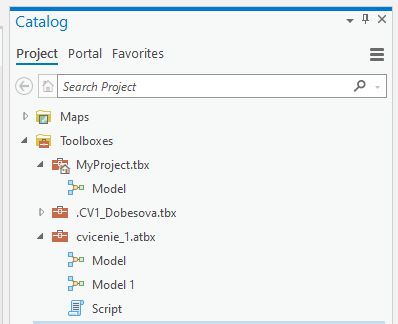 Catalog
Project Portal Favorites
Search Project
Maps
Toolboxes
MyProject.tbx
Model
.CV1_Dobesova.tbx
cvicenie_1.atbx
Model
Model 1
Script